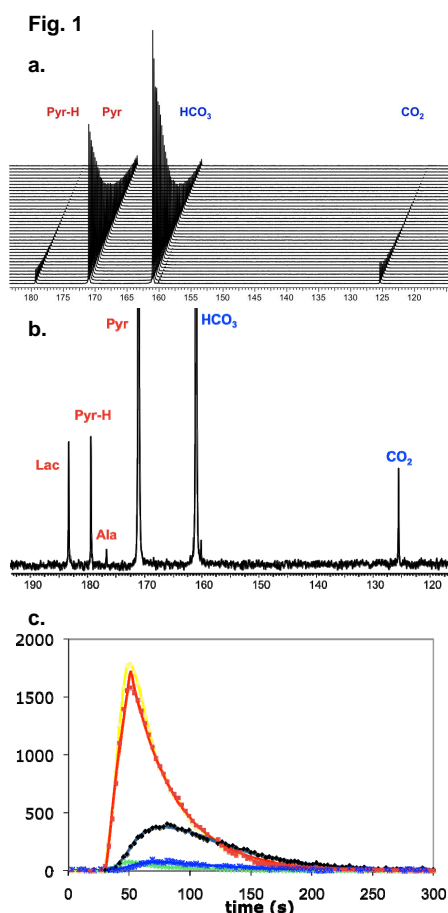 Fig. 1
a.
Pyr-H Pyr HCO₃ CO₂
180 175 170 165 160 155 150 145 140 135 130 125 120
b.
Pyr HCO₃
Pyr-H
Lac CO₂
Ala
190 180 170 160 150 140 130 120
c.
2000
1500
1000
500
0
0 50 100 150 200 250 300
time (s)